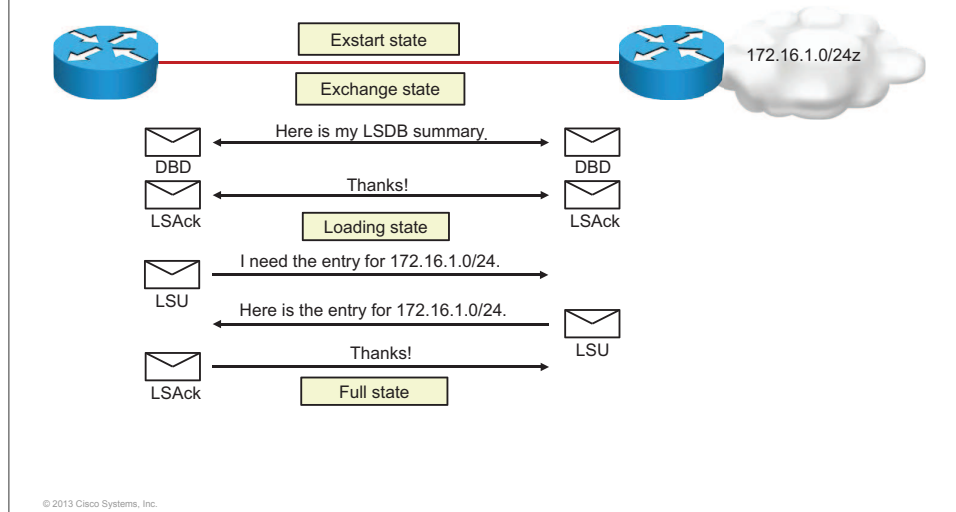 Exstart state
172.16.1.0/24z
Exchange state
Here is my LSDB summary.
DBD
DBD
Thanks!
LSAck
LSAck
Loading state
I need the entry for 172.16.1.0/24.
LSU
Here is the entry for 172.16.1.0/24.
LSU
Thanks!
LSAck
Full state
© 2013 Cisco Systems, Inc.